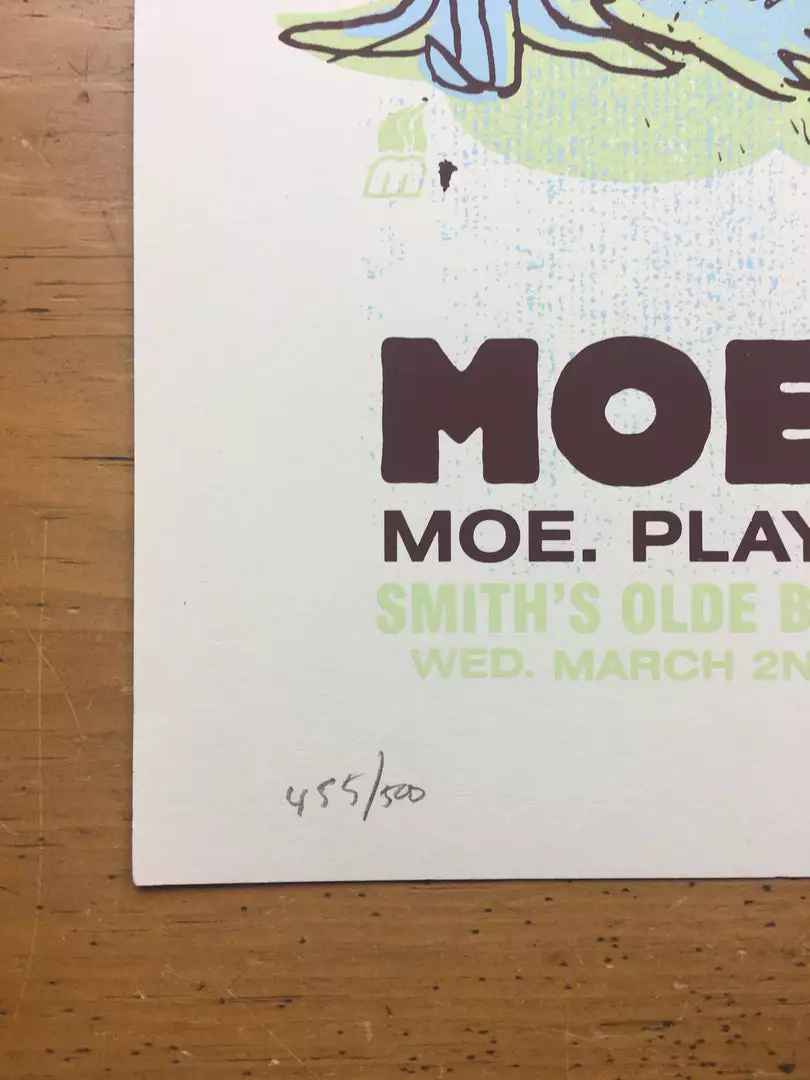 m
MOE
MOE. PLAY
SMITH'S OLDE B
WED. MARCH 2N
455/500